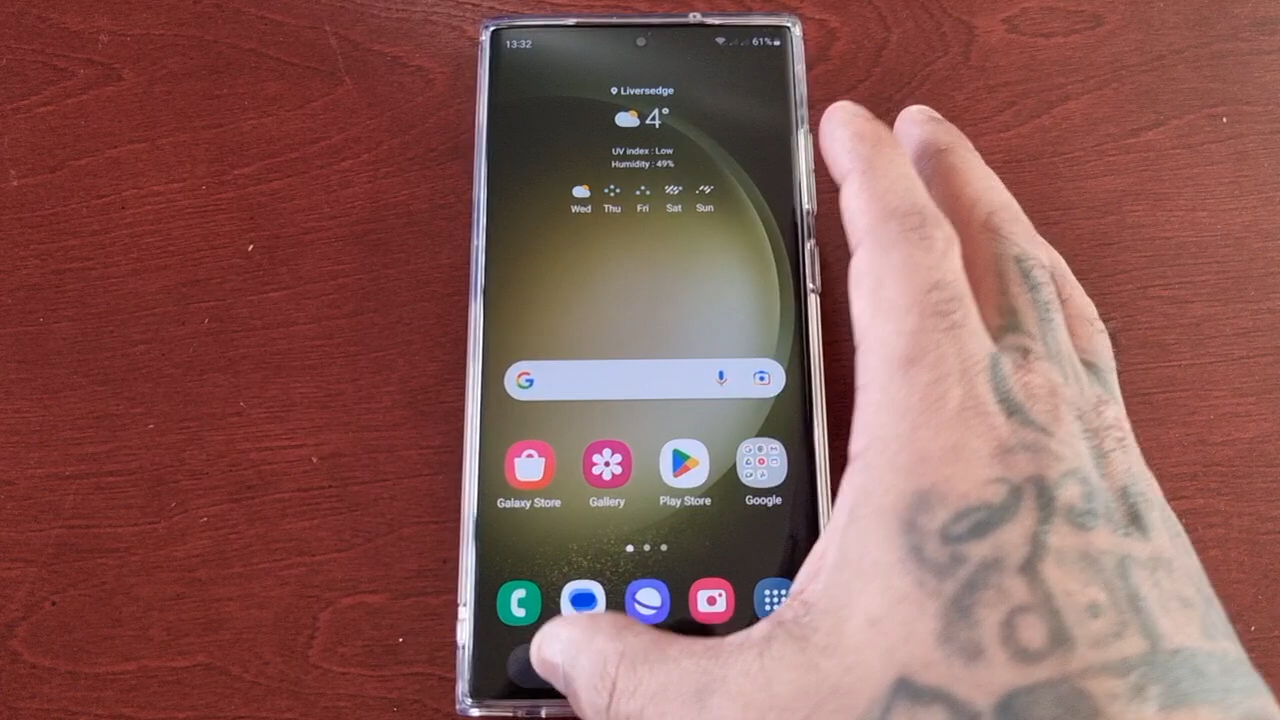 13:32
61%
Liversedge
4°
UV index : Low
Humidity : 49%
Wed Thu Fri Sat Sun
G
Galaxy Store Gallery Play Store Google